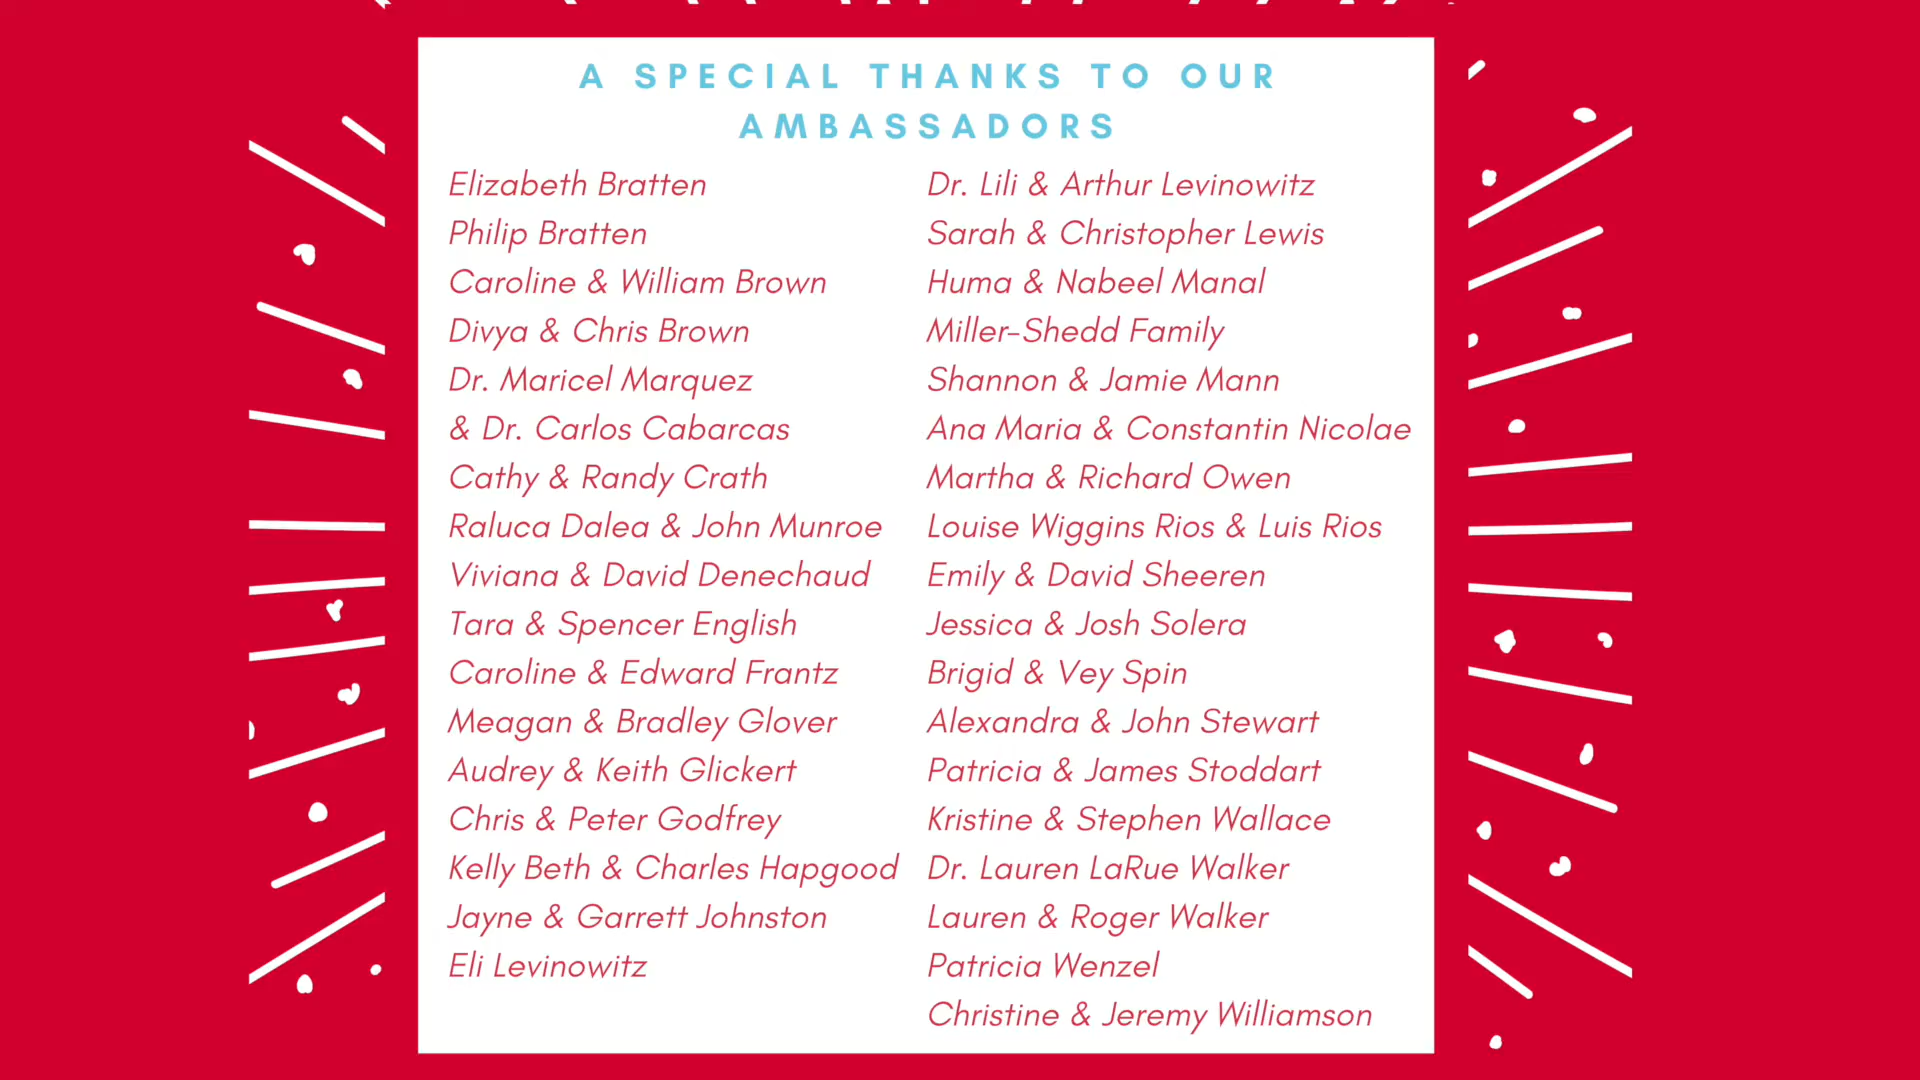 A SPECIAL THANKS TO OUR
AMBASSADORS
Elizabeth Bratten
Philip Bratten
Caroline & William Brown
Divya & Chris Brown
Dr. Maricel Marquez
& Dr. Carlos Cabarcas
Cathy & Randy Crath
Raluca Dalea & John Munroe
Viviana & David Denechaud
Tara & Spencer English
Caroline & Edward Frantz
Meagan & Bradley Glover
Audrey & Keith Glickert
Chris & Peter Godfrey
Kelly Beth & Charles Hapgood
Jayne & Garrett Johnston
Eli Levinowitz
Dr. Lili & Arthur Levinowitz
Sarah & Christopher Lewis
Huma & Nabeel Manal
Miller-Shedd Family
Shannon & Jamie Mann
Ana Maria & Constantin Nicolae
Martha & Richard Owen
Louise Wiggins Rios & Luis Rios
Emily & David Sheeren
Jessica & Josh Solera
Brigid & Vey Spin
Alexandra & John Stewart
Patricia & James Stoddart
Kristine & Stephen Wallace
Dr. Lauren LaRue Walker
Lauren & Roger Walker
Patricia Wenzel
Christine & Jeremy Williamson